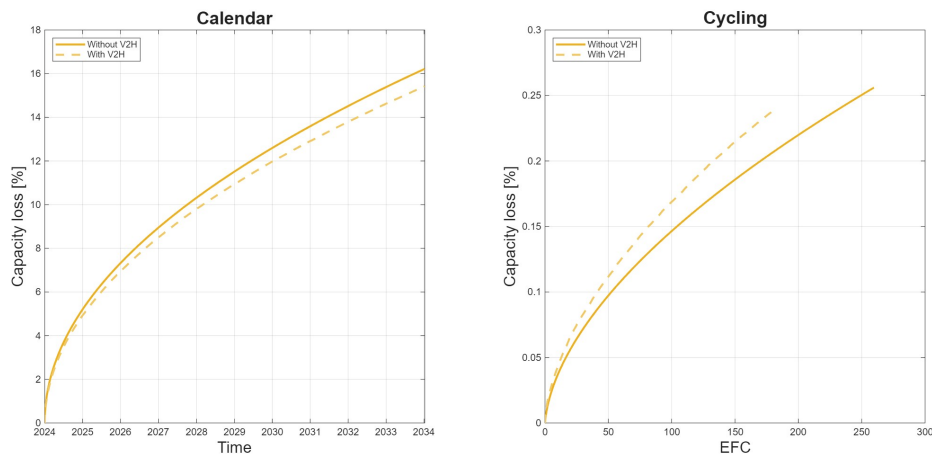 Calendar
Capacity loss [%]
18
16
14
12
10
8
6
4
2
0
Without V2H
With V2H
2024 2025 2026 2027 2028 2029 2030 2031 2032 2033 2034
Time
Cycling
Capacity loss [%]
0.3
0.25
0.2
0.15
0.1
0.05
0
Without V2H
With V2H
0 50 100 150 200 250 300
EFC